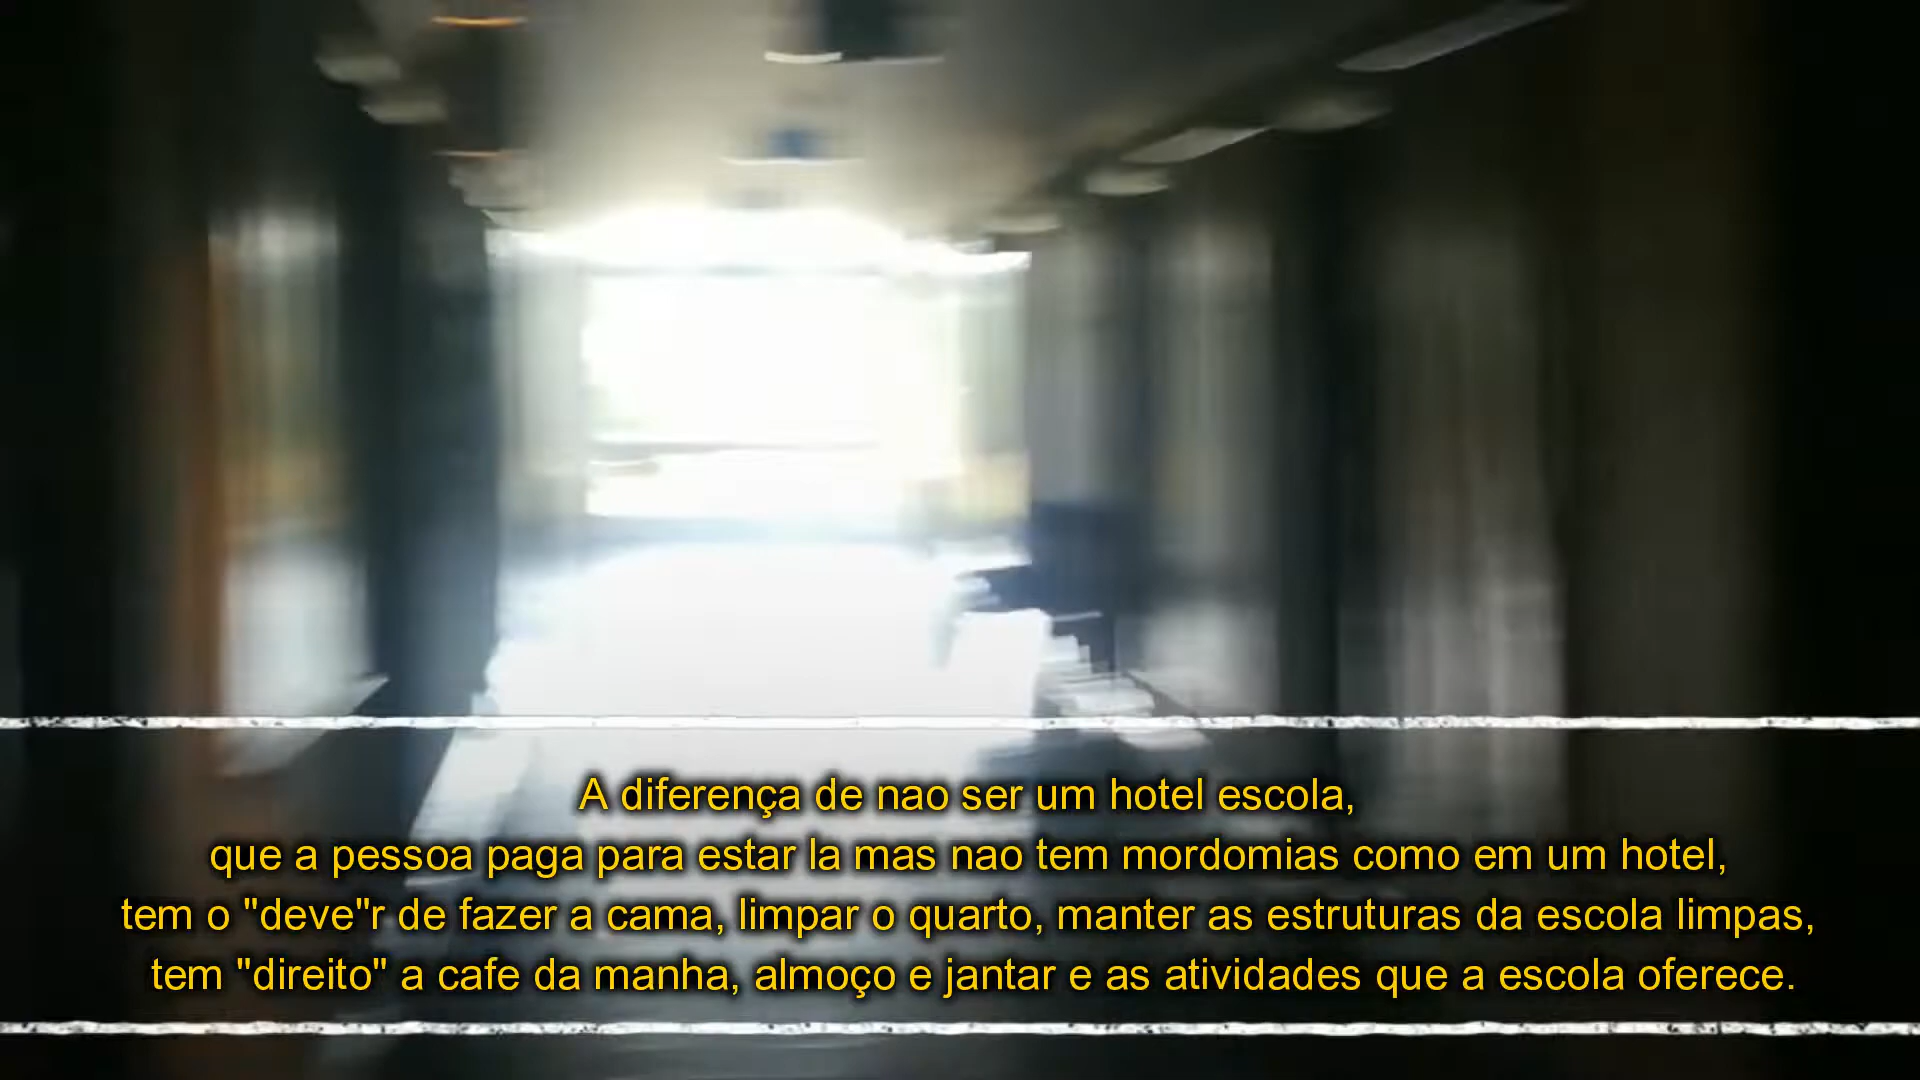 A diferença de nao ser um hotel escola,
que a pessoa paga para estar la mas nao tem mordomias como em um hotel,
tem o "deve"r de fazer a cama, limpar o quarto, manter as estruturas da escola limpas,
tem "direito" a cafe da manha, almoço e jantar e as atividades que a escola oferece.